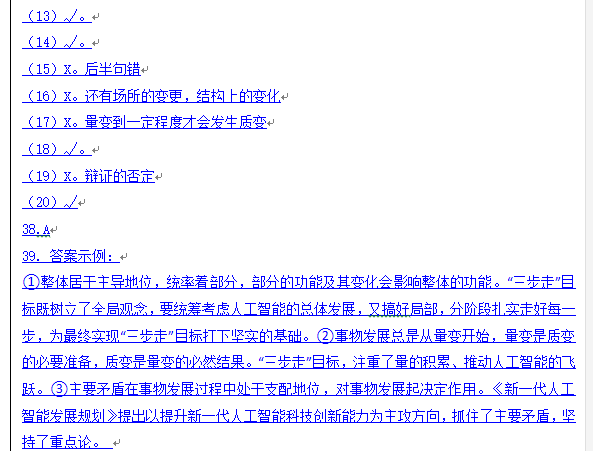 （13）√。
（14）√。
（15）X。后半句错
（16）X。还有场所的变更，结构上的变化
（17）X。量变到一定程度才会发生质变
（18）√。
（19）X。辩证的否定
（20）√
38.A
39. 答案示例：
①整体居于主导地位，统率着部分，部分的功能及其变化会影响整体的功能。“三步走”目
标既树立了全局观念，要统筹考虑人工智能的总体发展，又搞好局部，分阶段扎实走好每一
步，为最终实现“三步走”目标打下坚实的基础。②事物发展总是从量变开始，量变是质变
的必要准备，质变是量变的必然结果。“三步走”目标，注重了量的积累、推动人工智能的飞
跃。③主要矛盾在事物发展过程中处于支配地位，对事物发展起决定作用。《新一代人工
智能发展规划》提出以提升新一代人工智能科技创新能力为主攻方向，抓住了主要矛盾，坚
持了重点论。